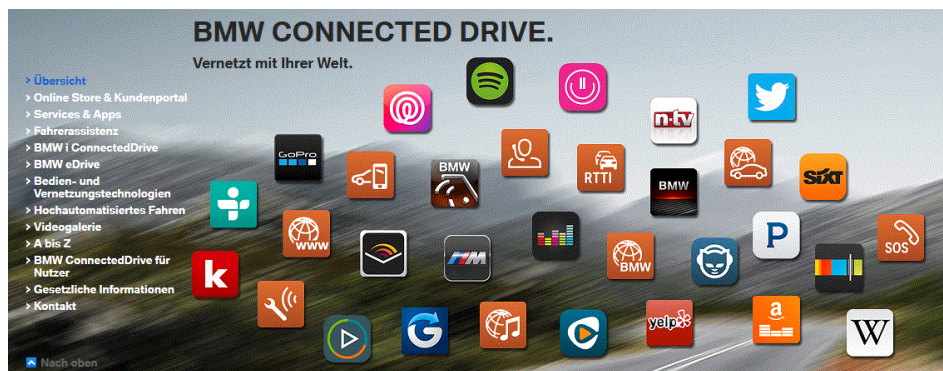 BMW CONNECTED DRIVE.
Vernetzt mit Ihrer Welt.
> Übersicht
> Online Store & Kundenportal
> Services & Apps
> Fahrerassistenz
> BMW i ConnectedDrive
> BMW eDrive
> Bedien- und
Vernetzungstechnologien
> Hochautomatisiertes Fahren
> Videogalerie
> A bis Z
> BMW ConnectedDrive für
Nutzer
> Gesetzliche Informationen
> Kontakt
Nach oben
n-tv
GoPro
BMW
RTTI
BMW
SIXT
WWW
M
BMW
P
SOS
k
G
yelp
a
W